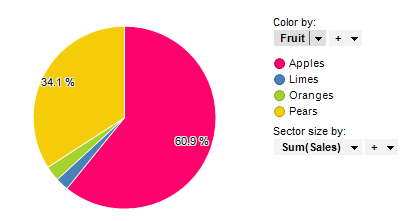 Color by:
Fruit +
Apples
Limes
Oranges
Pears
Sector size by:
Sum(Sales) +
34.1 %
60.9 %